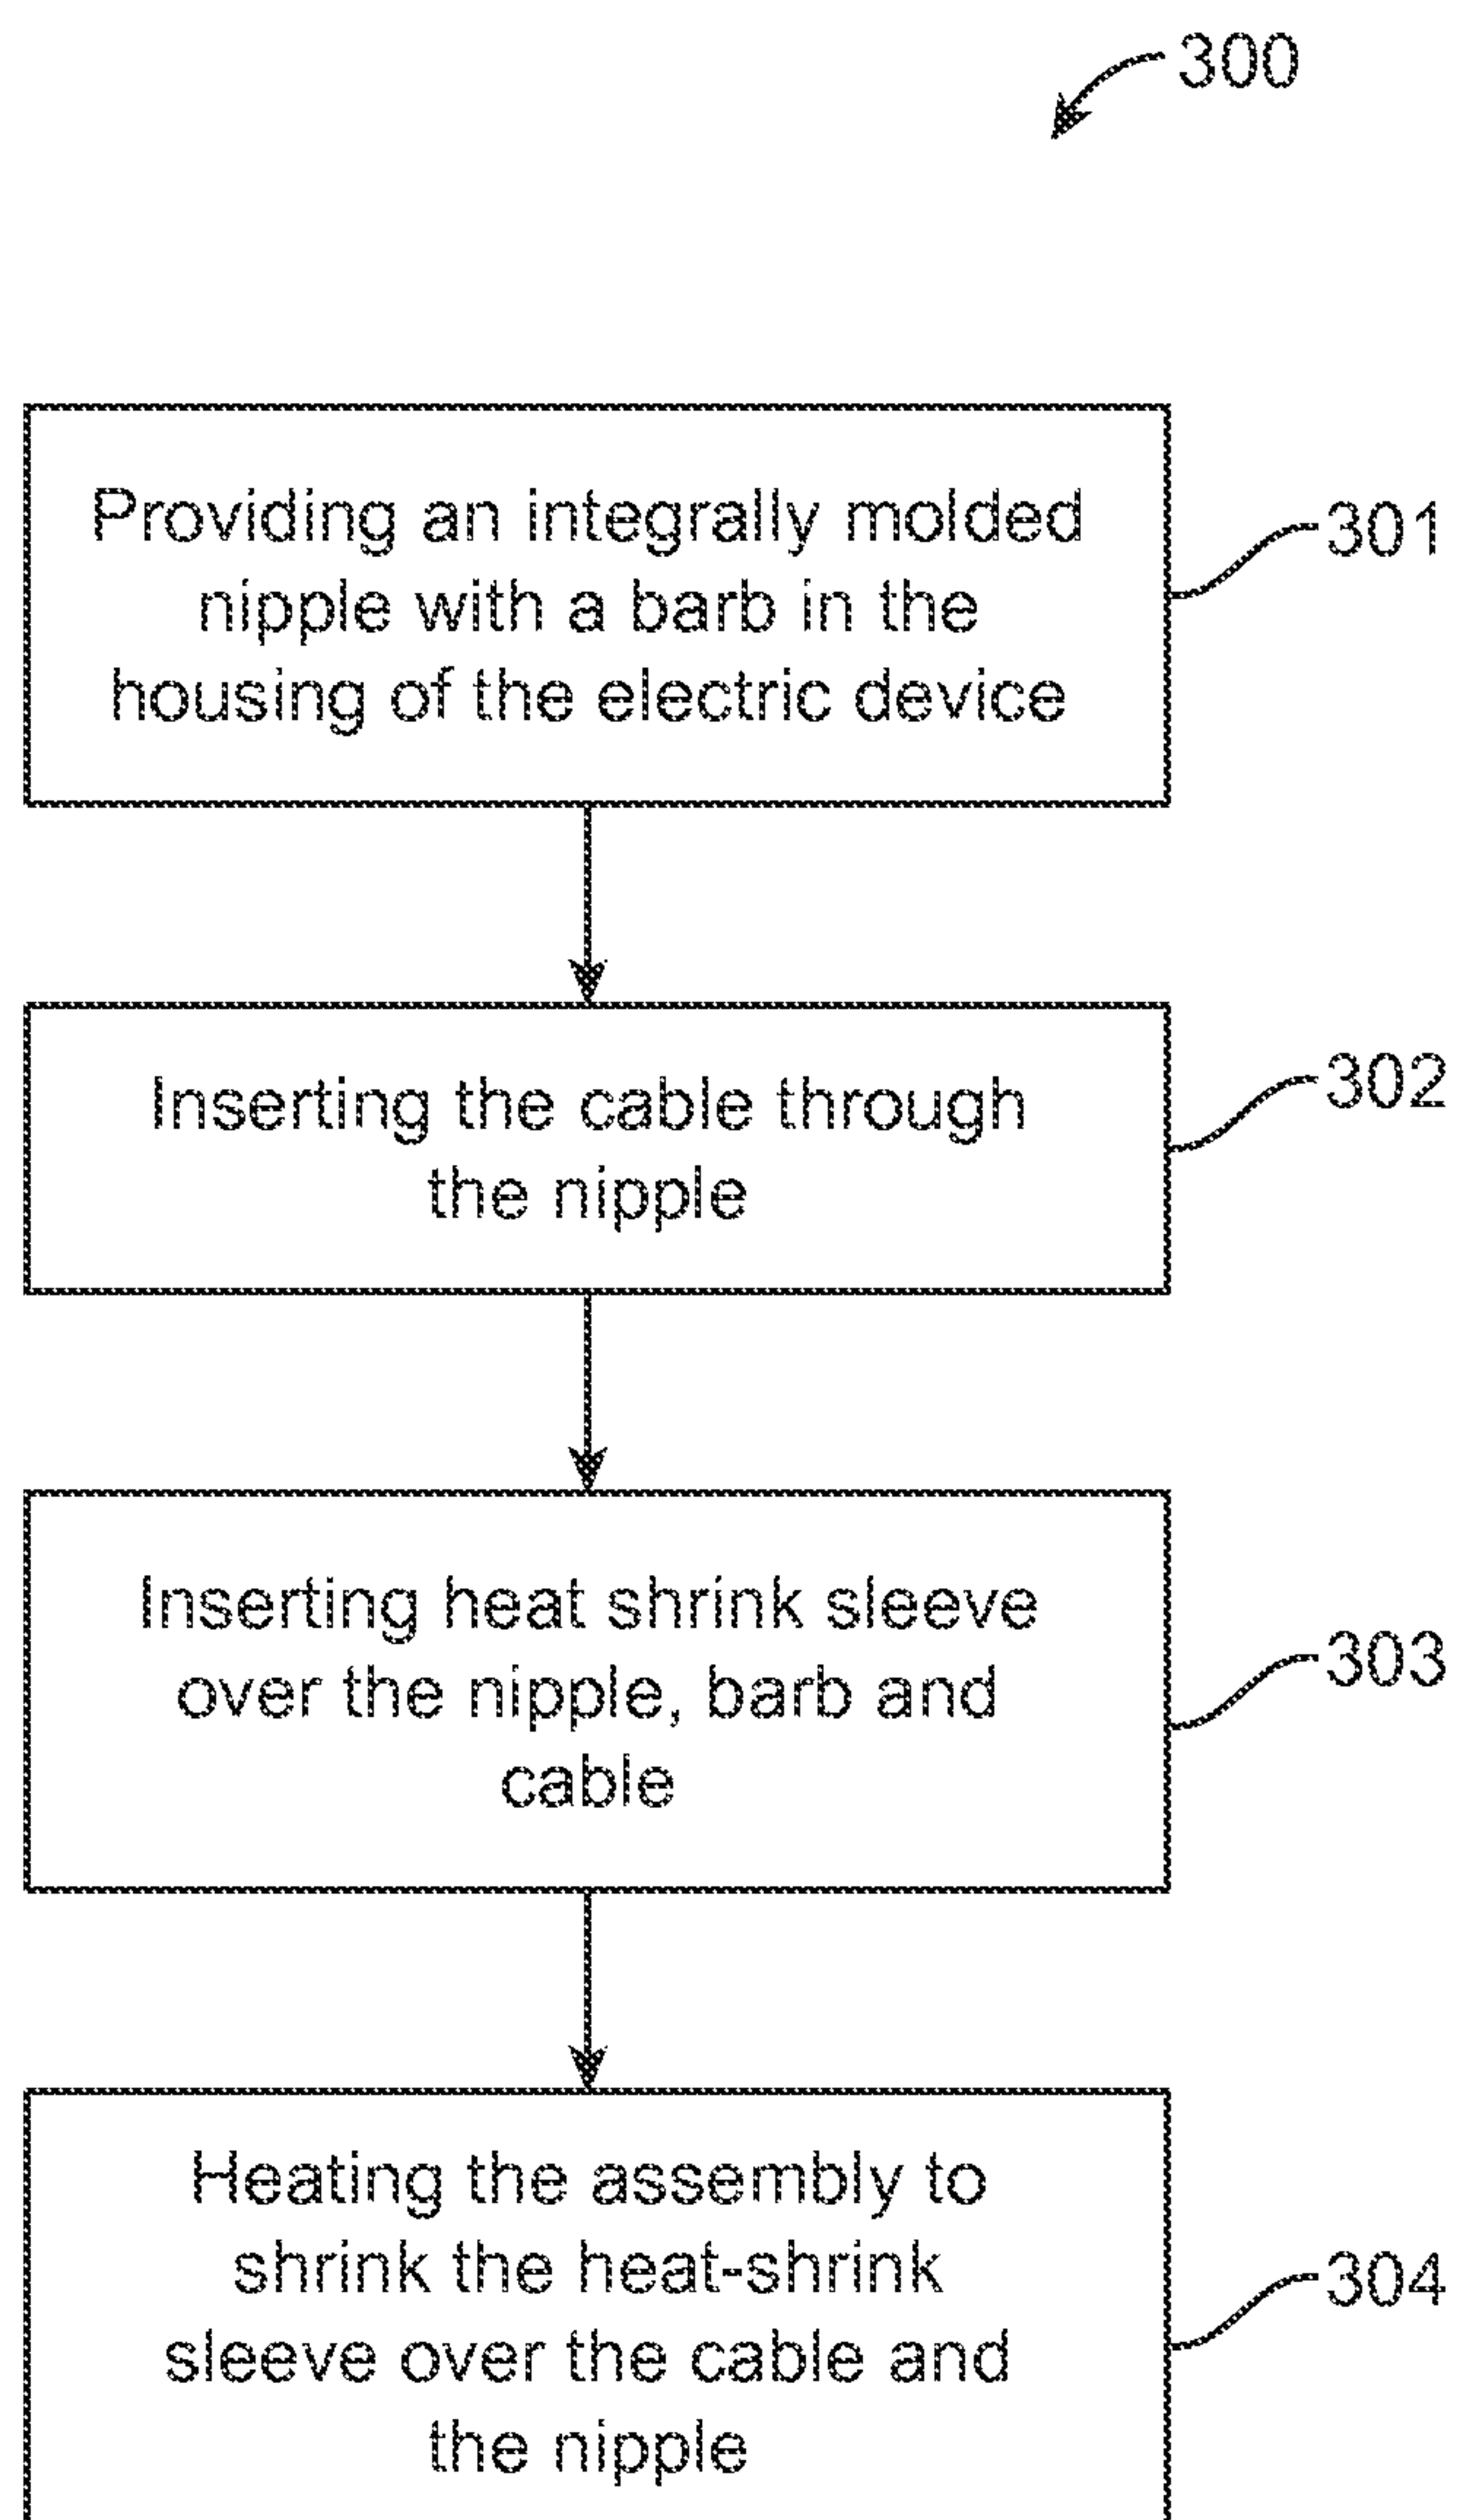 300
Providing an integrally molded
nipple with a barb in the
housing of the electric device
301
Inserting the cable through
the nipple
302
Inserting heat shrink sleeve
over the nipple, barb and
cable
303
Heating the assembly to
shrink the heat-shrink
sleeve over the cable and
the nipple
304